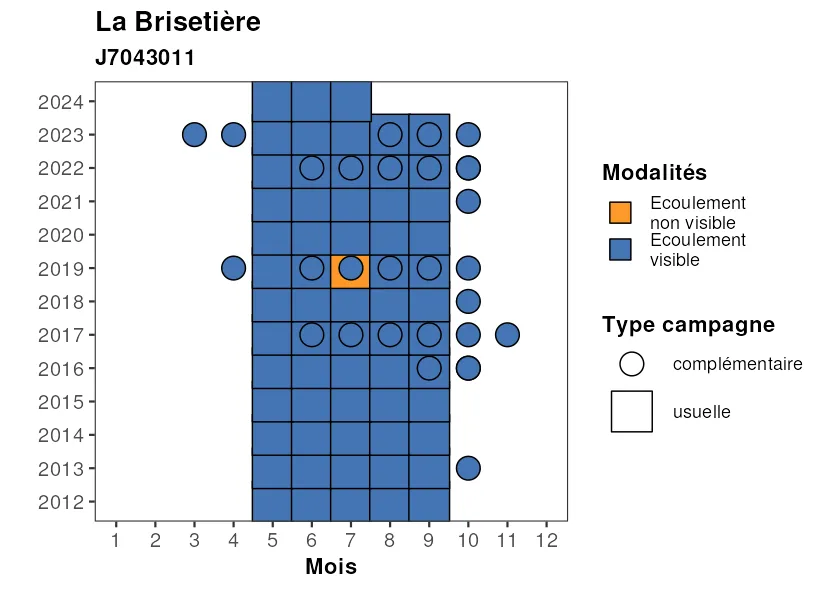 La Brisetière
J7043011
2024
2023
2022
2021
2020
2019
2018
2017
2016
2015
2014
2013
2012
1 2 3 4 5 6 7 8 9 10 11 12
Mois
Modalités
Ecoulement
non visible
Ecoulement
visible
Type campagne
complémentaire
usuelle